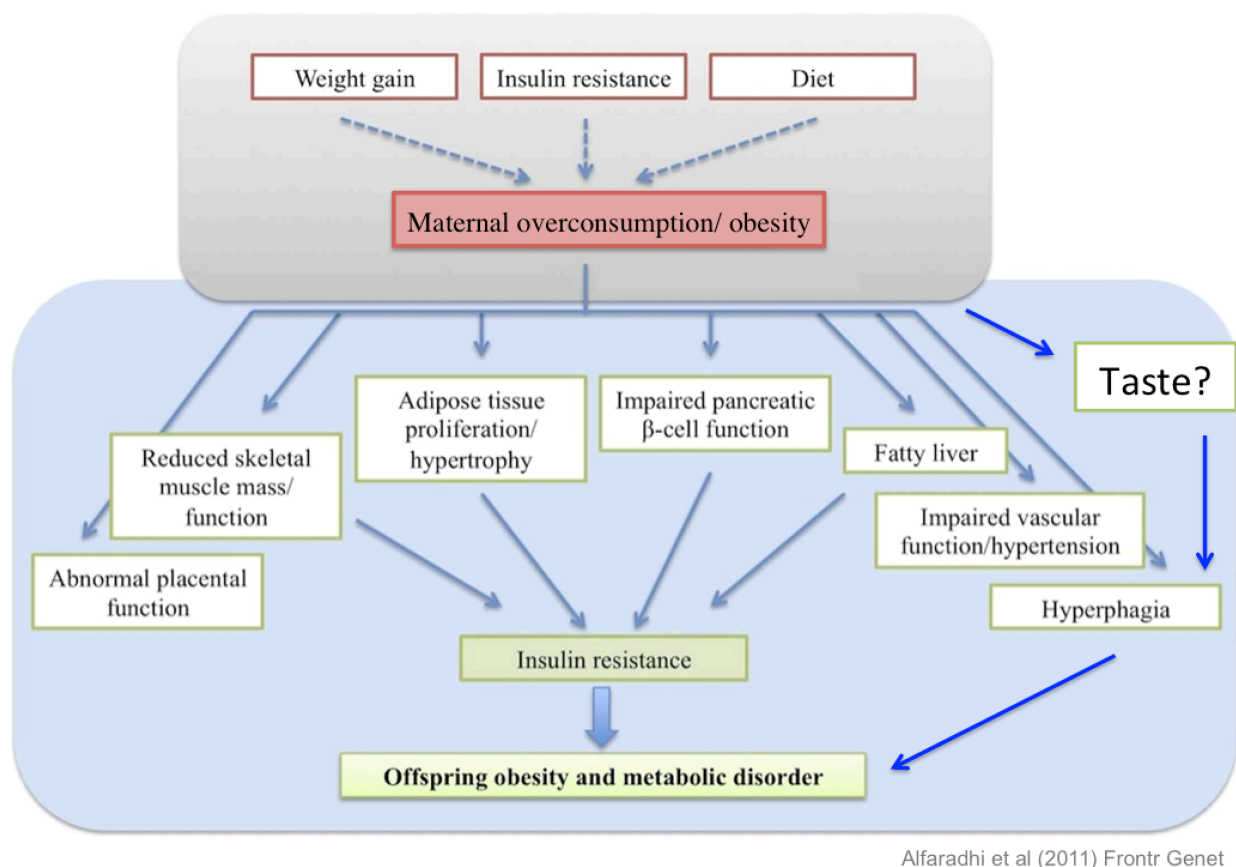 Weight gain
Insulin resistance
Diet
Maternal overconsumption/ obesity
Taste?
Adipose tissue
proliferation/
hypertrophy
Impaired pancreatic
β-cell function
Reduced skeletal
muscle mass/
function
Fatty liver
Impaired vascular
function/hypertension
Abnormal placental
function
Hyperphagia
Insulin resistance
Offspring obesity and metabolic disorder
Alfaradhi et al (2011) Frontr Genet